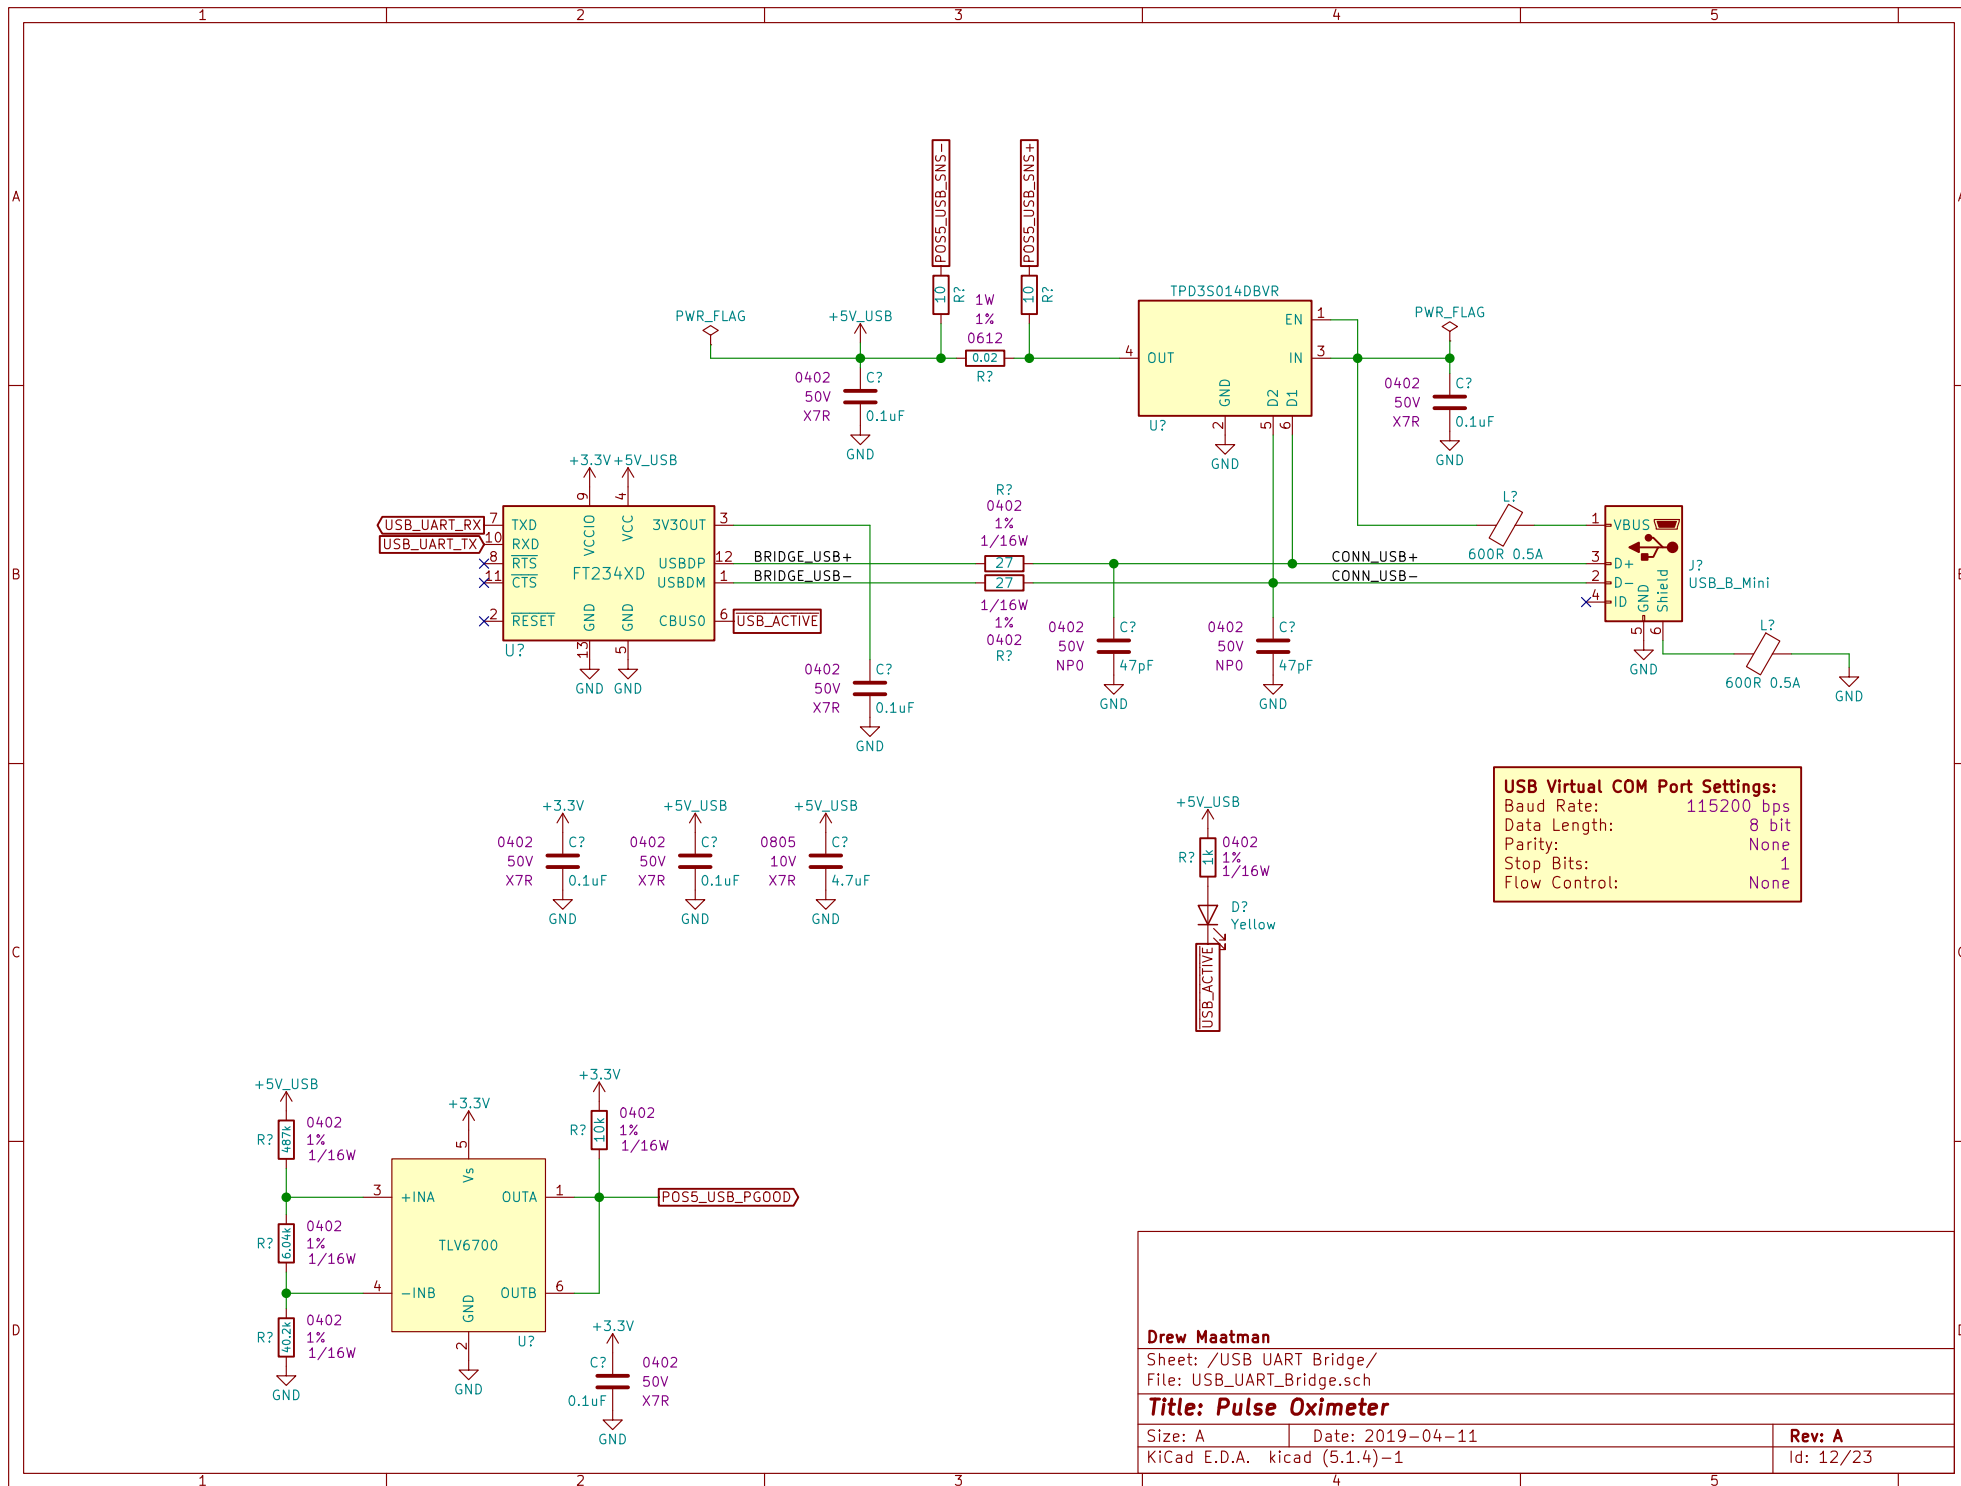 1 2 3 4 5
A
B
C
D
POS5_USB_SNS-
POS5_USB_SNS+
10 R?
10 R?
1W
1%
0612
0.02
R?
PWR_FLAG
+5V_USB
0402 C?
50V
X7R 0.1uF
GND
TPD3S014DBVR
EN 1
4 OUT IN 3
GND D2 D1
2 5 6
U?
GND
PWR_FLAG
0402 C?
50V
X7R 0.1uF
GND
+3.3V +5V_USB
9 4
USB_UART_RX 7 TXD VCCIO VCC 3V3OUT 3
USB_UART_TX 10 RXD
8 RTS FT234XD USBDP 12 BRIDGE_USB+
11 CTS USBDM 1 BRIDGE_USB-
2 RESET GND GND CBUS0 6 USB_ACTIVE
U? 13 5
GND GND
0402 C?
50V
X7R 0.1uF
GND
R?
0402
1%
1/16W
27
27
1/16W
1%
0402
R?
CONN_USB+
CONN_USB-
0402 C?
50V
NP0 47pF
GND
0402 C?
50V
NP0 47pF
GND
L?
600R 0.5A
1 VBUS
3 D+
2 D-
4 ID
GND Shield
5 6
J?
USB_B_Mini
GND
L?
600R 0.5A
GND
+3.3V
0402 C?
50V
X7R 0.1uF
GND
+5V_USB
0402 C?
50V
X7R 0.1uF
GND
+5V_USB
0805 C?
10V
X7R 4.7uF
GND
+5V_USB
R? 1k 0402
1%
1/16W
D?
Yellow
USB_ACTIVE
USB Virtual COM Port Settings:
Baud Rate: 115200 bps
Data Length: 8 bit
Parity: None
Stop Bits: 1
Flow Control: None
+5V_USB
R? 487k 0402
1%
1/16W
R? 6.04k 0402
1%
1/16W
R? 40.2k 0402
1%
1/16W
GND
+3.3V
5
Vs
3 +INA OUTA 1
TLV6700
4 -INB OUTB 6
GND
2 U?
GND
+3.3V
R? 10k 0402
1%
1/16W
POS5_USB_PGOOD
+3.3V
C? 0402
50V
0.1uF X7R
GND
Drew Maatman
Sheet: /USB UART Bridge/
File: USB_UART_Bridge.sch
Title: Pulse Oximeter
Size: A Date: 2019-04-11 Rev: A
KiCad E.D.A. kicad (5.1.4)-1 Id: 12/23
1 2 3 4 5